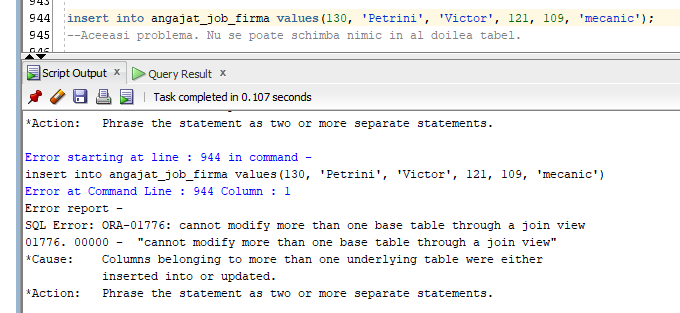 943
944 insert into angajat_job_firma values(130, 'Petrini', 'Victor', 121, 109, 'mecanic');
945 --Aceeasi problema. Nu se poate schimba nimic in al doilea tabel.
946
Script Output x Query Result x
Task completed in 0.107 seconds
*Action: Phrase the statement as two or more separate statements.
Error starting at line : 944 in command -
insert into angajat_job_firma values(130, 'Petrini', 'Victor', 121, 109, 'mecanic')
Error at Command Line : 944 Column : 1
Error report -
SQL Error: ORA-01776: cannot modify more than one base table through a join view
01776. 00000 - "cannot modify more than one base table through a join view"
*Cause: Columns belonging to more than one underlying table were either
inserted into or updated.
*Action: Phrase the statement as two or more separate statements.